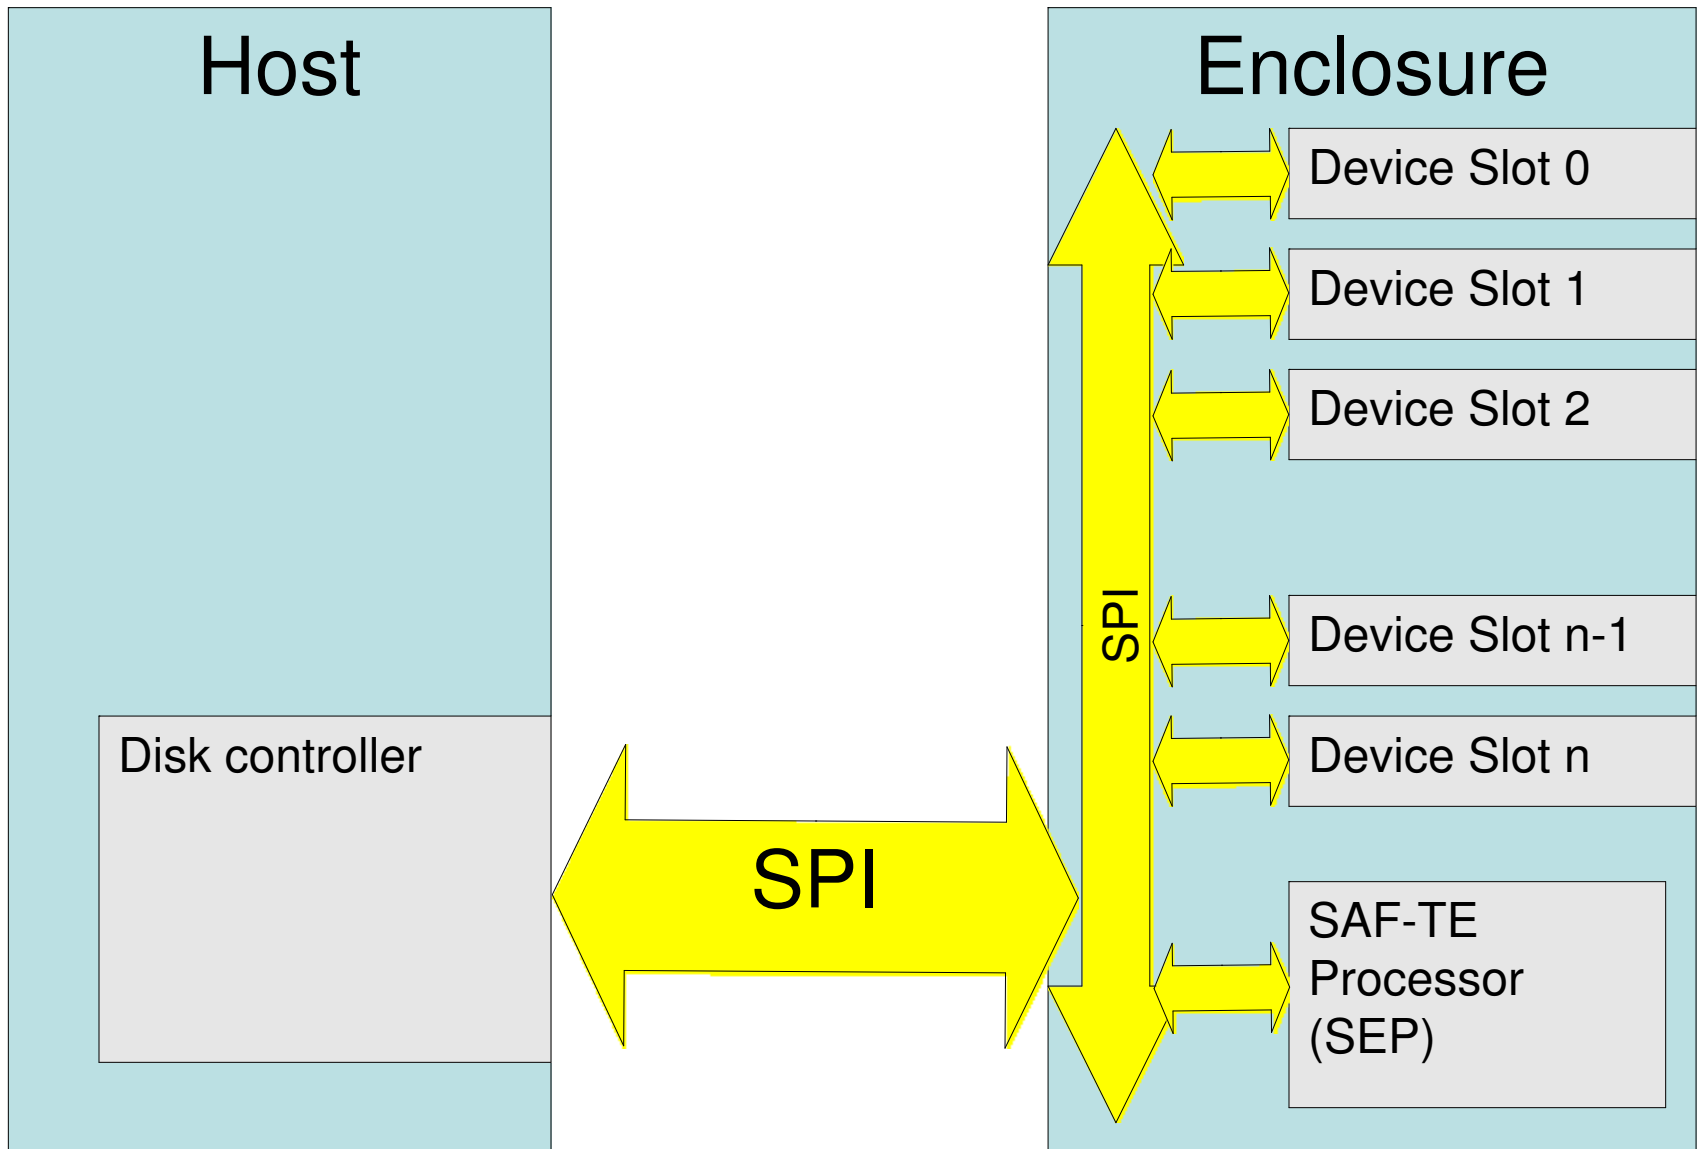 Host
Disk controller
SPI
Enclosure
SPI
Device Slot 0
Device Slot 1
Device Slot 2
Device Slot n-1
Device Slot n
SAF-TE
Processor
(SEP)